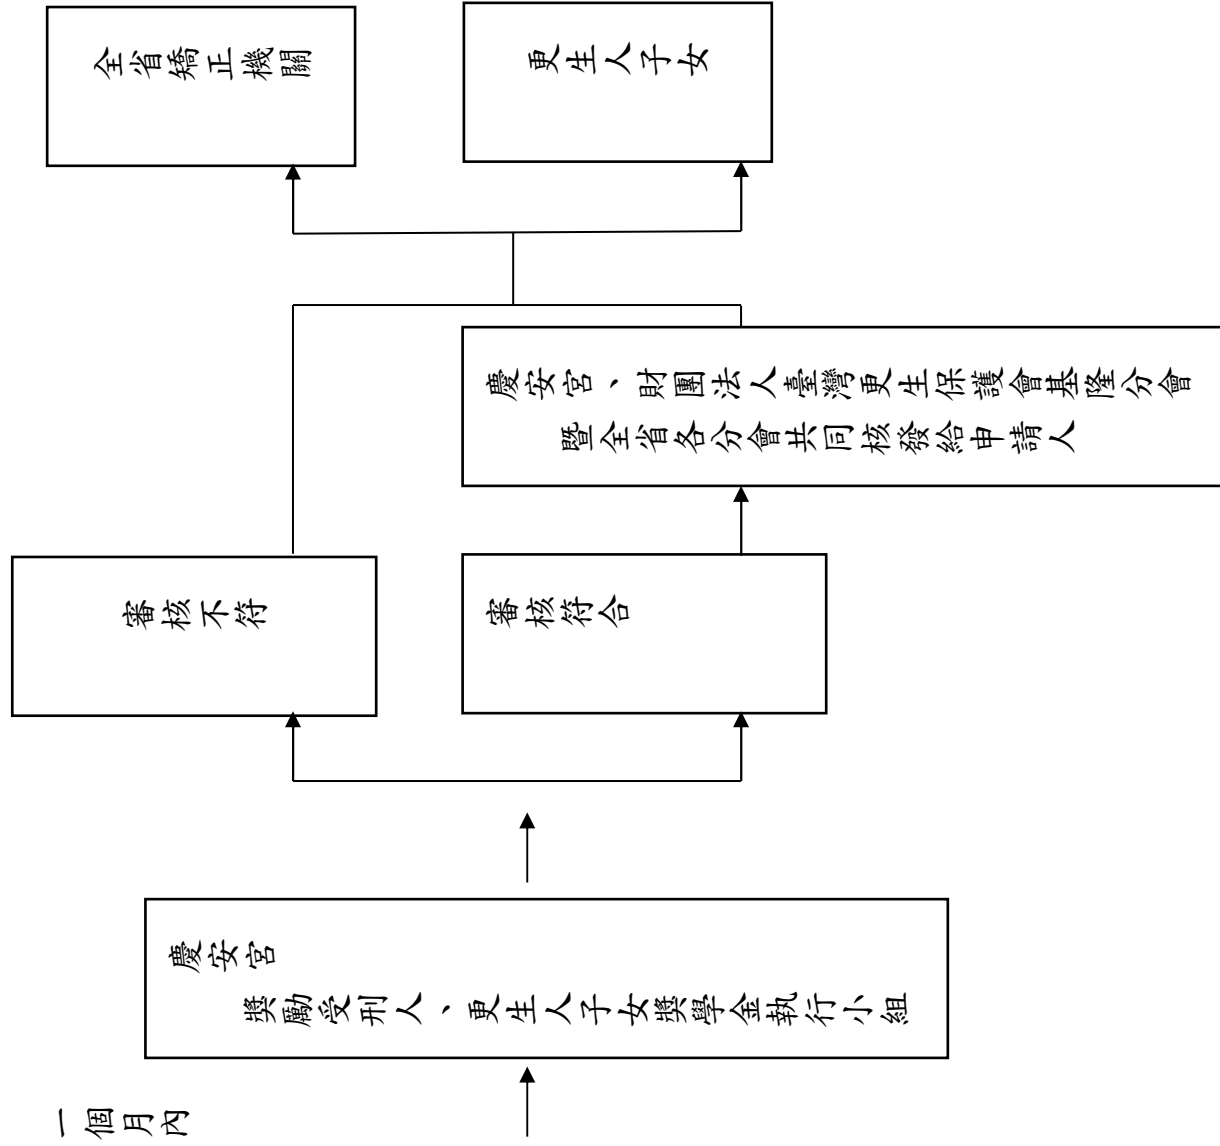 全省矯正機關
更生人子女
慶安宮、財團法人臺灣更生保護會基隆分會
暨全省各分會共同核發給申請人
審核不符
審核符合
慶安宮
獎勵受刑人、更生人子女獎學金執行小組
一個月內